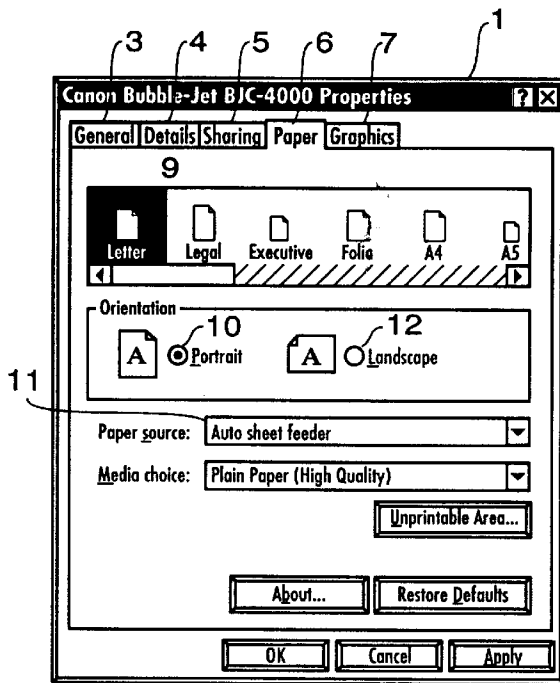 1
3 4 5 6 7
Canon Bubble-Jet BJC-4000 Properties ? X
General Details Sharing Paper Graphics
9
Letter Legal Executive Folio A4 A5
Orientation
10 12
A Portrait A Landscape
11
Paper source: Auto sheet feeder
Media choice: Plain Paper (High Quality)
Unprintable Area...
About... Restore Defaults
OK Cancel Apply